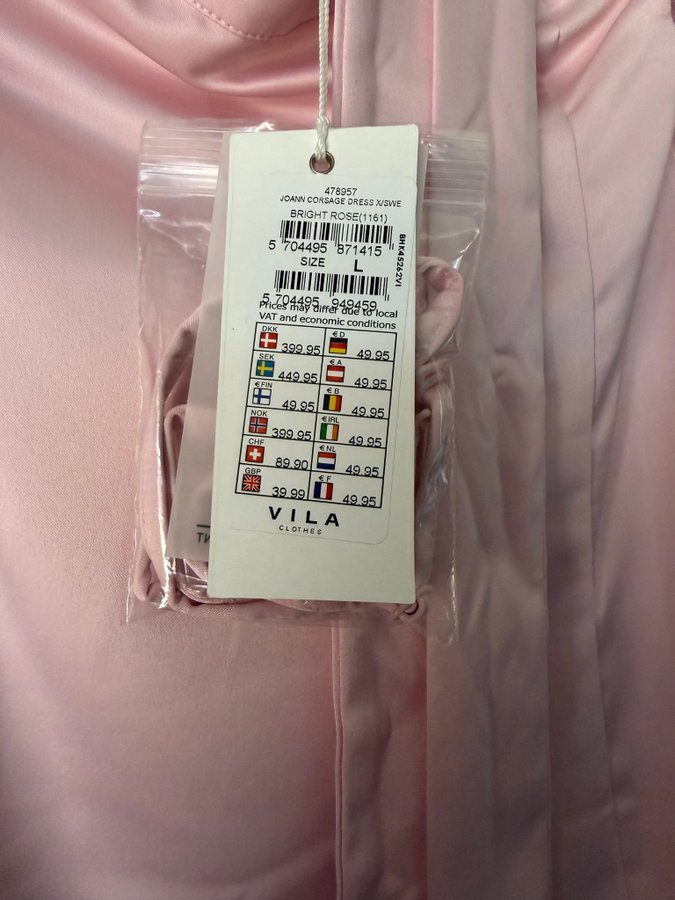 478957
JOANN CORSAGE DRESS X/SWE
BRIGHT ROSE(1161)
5 704495 871415
SIZE L
5 704495 949459
BHK45262VI
Prices may differ due to local
VAT and economic conditions
DKK 399.95 € D 49.95
SEK 449.95 € A 49.95
€ FIN 49.95 € B 49.95
NOK 399.95 € IRL 49.95
CHF 89.90 € NL 49.95
GBP 39.99 € F 49.95
VILA
CLOTHES